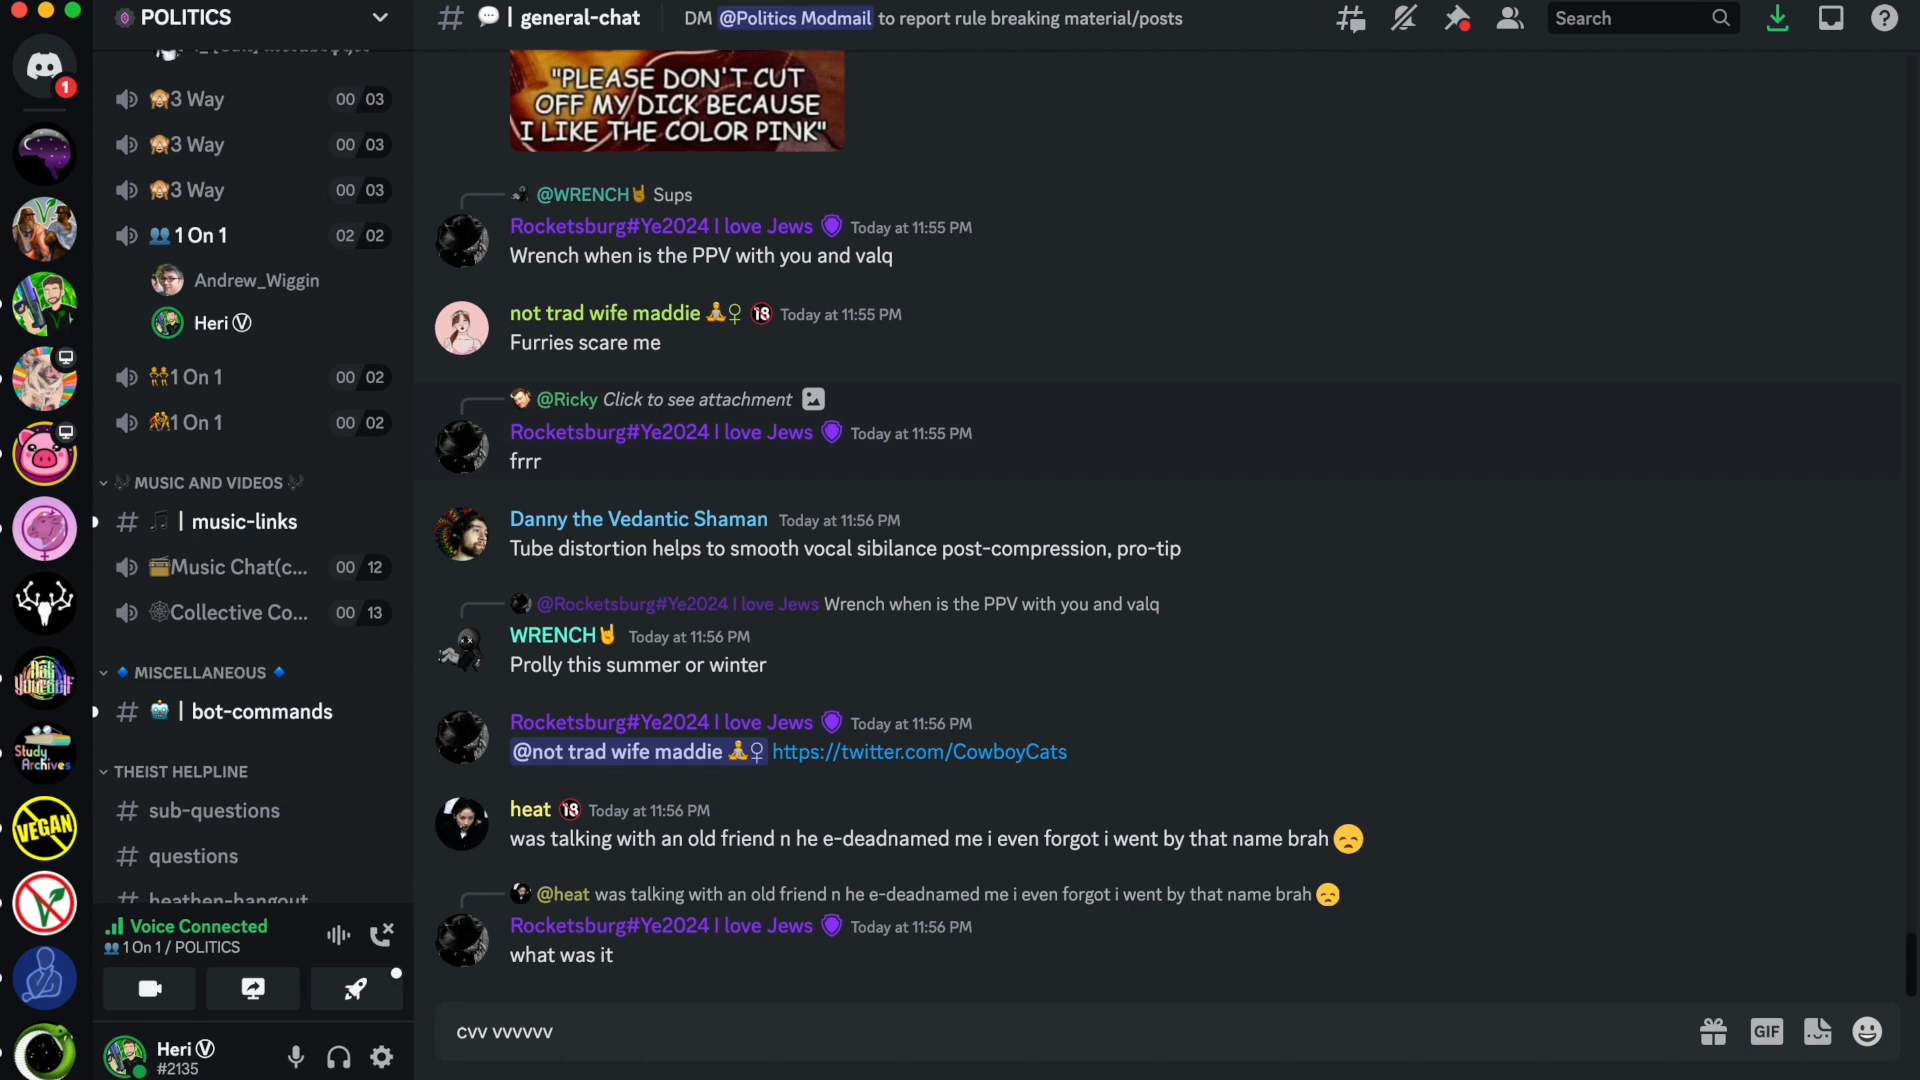 POLITICS
💬 | general-chat
DM @Politics Modmail to report rule breaking material/posts
Search
1
🙈3 Way 00 03
🙈3 Way 00 03
🙈3 Way 00 03
👥 1 On 1 02 02
Andrew_Wiggin
Heri Ⓥ
👯1 On 1 00 02
1 On 1 00 02
MUSIC AND VIDEOS
🎵 | music-links
📻Music Chat(c... 00 12
🕸Collective Co... 00 13
🔹 MISCELLANEOUS 🔹
🤖 | bot-commands
THEIST HELPLINE
sub-questions
questions
heathen-hangout
Voice Connected
👥 1 On 1 / POLITICS
Heri Ⓥ
#2135
ASK YOURSELF
Study Archives
VEGAN
"PLEASE DON'T CUT
OFF MY DICK BECAUSE
I LIKE THE COLOR PINK"
@WRENCH🤘 Sups
Rocketsburg#Ye2024 I love Jews Today at 11:55 PM
Wrench when is the PPV with you and valq
not trad wife maddie 🧘♀ 🔞 Today at 11:55 PM
Furries scare me
@Ricky Click to see attachment
Rocketsburg#Ye2024 I love Jews Today at 11:55 PM
frrr
Danny the Vedantic Shaman Today at 11:56 PM
Tube distortion helps to smooth vocal sibilance post-compression, pro-tip
@Rocketsburg#Ye2024 I love Jews Wrench when is the PPV with you and valq
WRENCH🤘 Today at 11:56 PM
Prolly this summer or winter
Rocketsburg#Ye2024 I love Jews Today at 11:56 PM
@not trad wife maddie 🧘♀ https://twitter.com/CowboyCats
heat 🔞 Today at 11:56 PM
was talking with an old friend n he e-deadnamed me i even forgot i went by that name brah 😞
@heat was talking with an old friend n he e-deadnamed me i even forgot i went by that name brah 😞
Rocketsburg#Ye2024 I love Jews Today at 11:56 PM
what was it
cvv vvvvvv
GIF